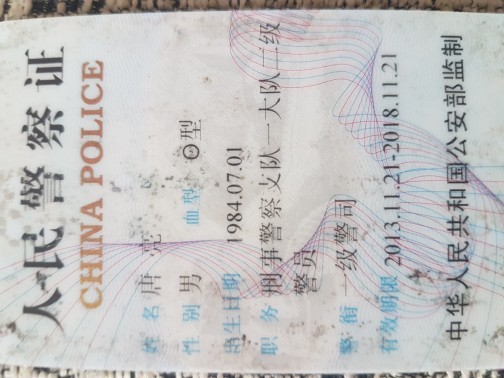 人民警察证
CHINA POLICE
姓名 唐亮
性别 男 血型 O型
出生日期 1984.07.01
职务 刑事警察支队一大队二级
警员
警衔 一级警司
有效期限 2013.11.21-2018.11.21
中华人民共和国公安部监制